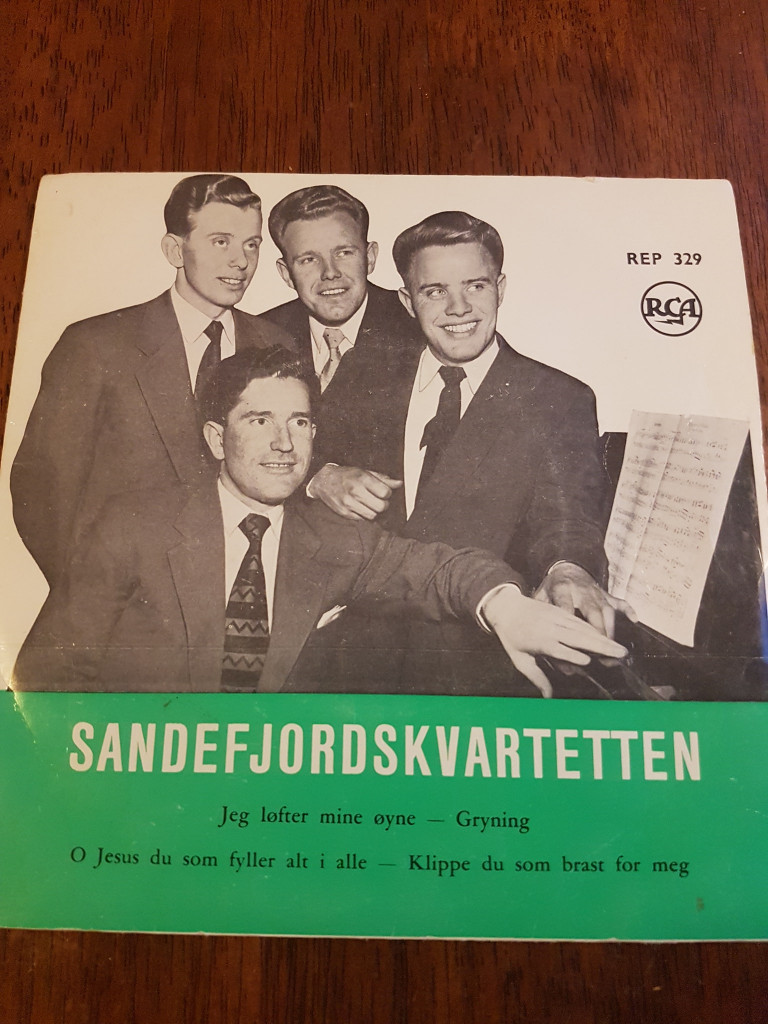 REP 329
RCA
SANDEFJORDSKVARTETTEN
Jeg løfter mine øyne — Gryning
O Jesus du som fyller alt i alle — Klippe du som brast for meg